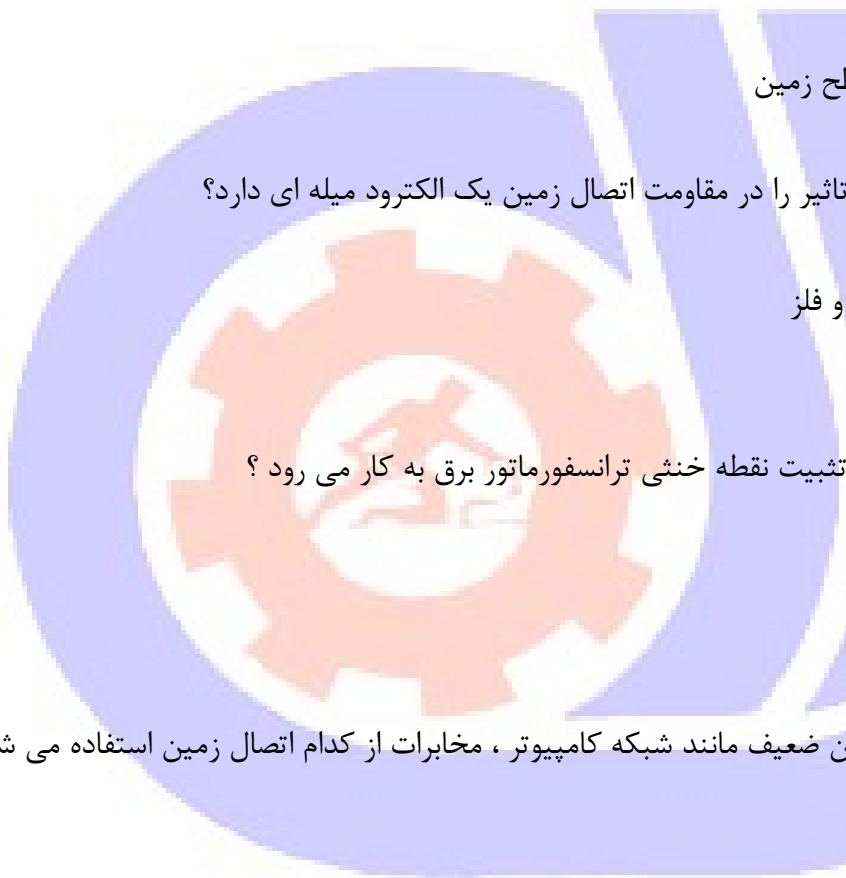 زمین
تاثیر را در مقاومت اتصال زمین یک الکترود میله ای دارد؟
و فلز
تثبیت نقطه خنثی ترانسفورماتور برق به کار می رود ؟
ضعیف مانند شبکه کامپیوتر ، مخابرات از کدام اتصال زمین استفاده می